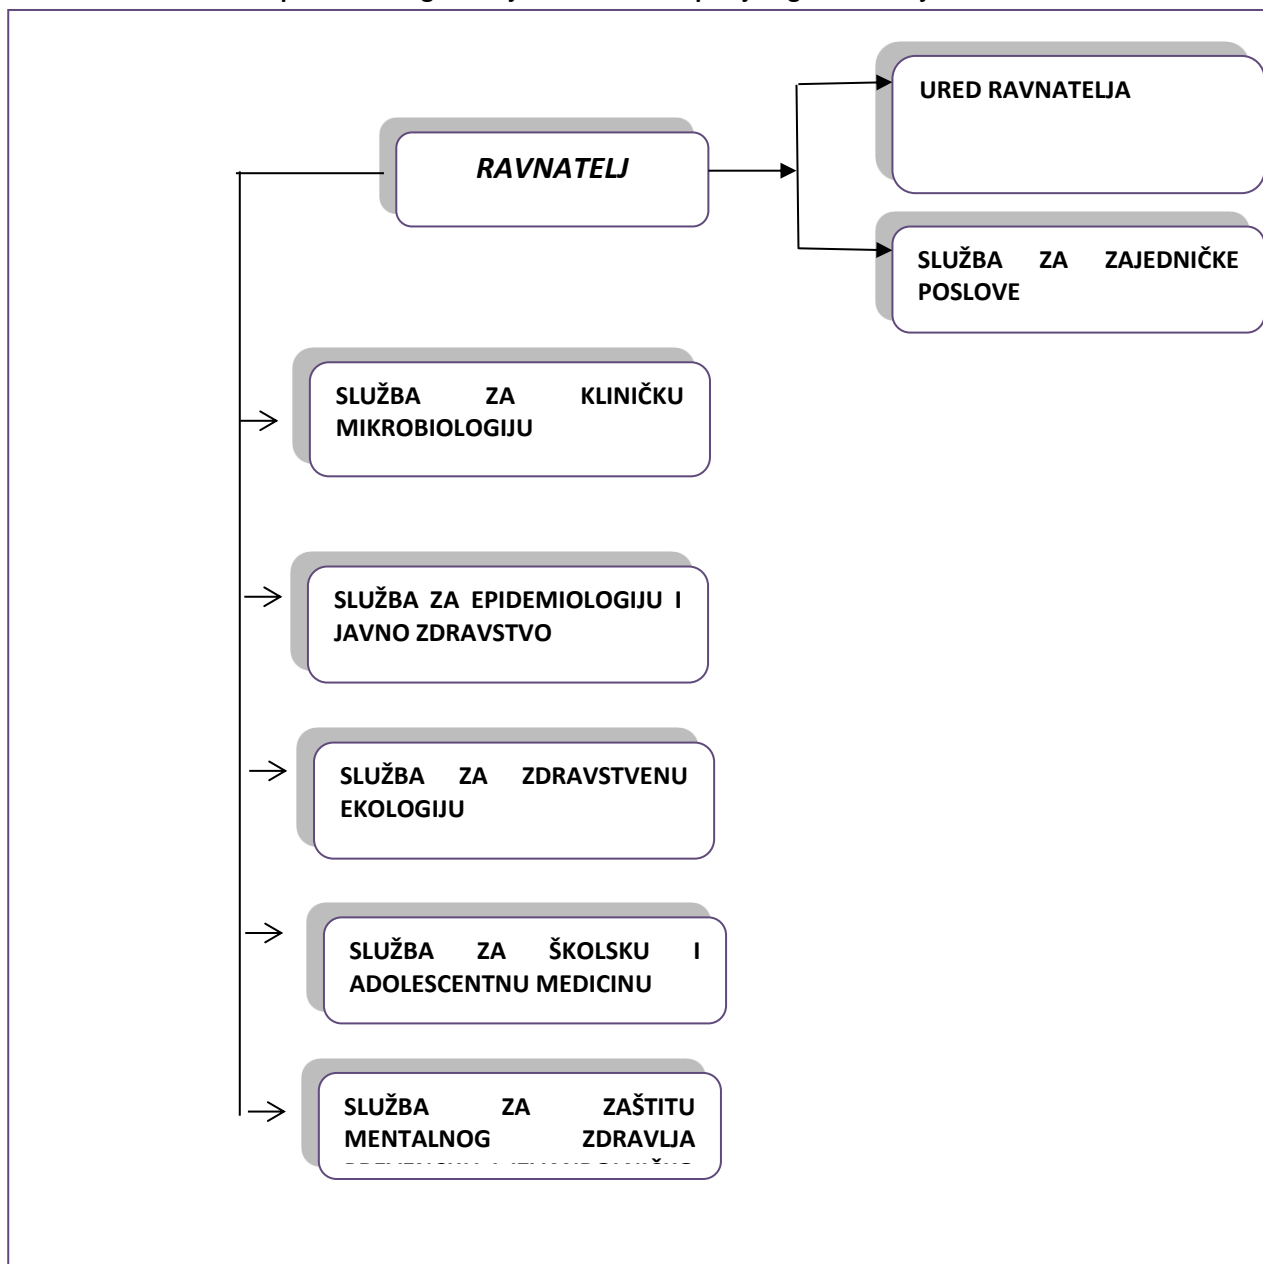 URED RAVNATELJA
RAVNATELJ
SLUŽBA ZA ZAJEDNIČKE
POSLOVE
SLUŽBA ZA KLINIČKU
MIKROBIOLOGIJU
SLUŽBA ZA EPIDEMIOLOGIJU I
JAVNO ZDRAVSTVO
SLUŽBA ZA ZDRAVSTVENU
EKOLOGIJU
SLUŽBA ZA ŠKOLSKU I
ADOLESCENTNU MEDICINU
SLUŽBA ZA ZAŠTITU
MENTALNOG ZDRAVLJA